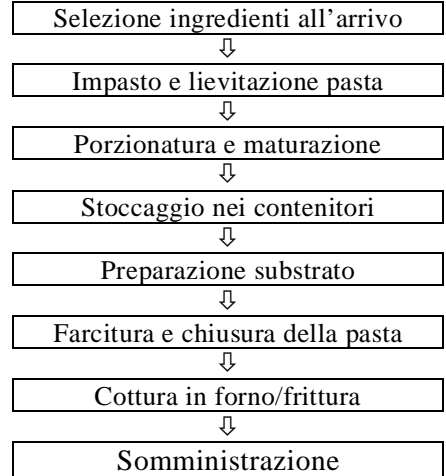 Selezione ingredienti all’arrivo
⇩
Impasto e lievitazione pasta
⇩
Porzionatura e maturazione
⇩
Stoccaggio nei contenitori
⇩
Preparazione substrato
⇩
Farcitura e chiusura della pasta
⇩
Cottura in forno/frittura
⇩
Somministrazione